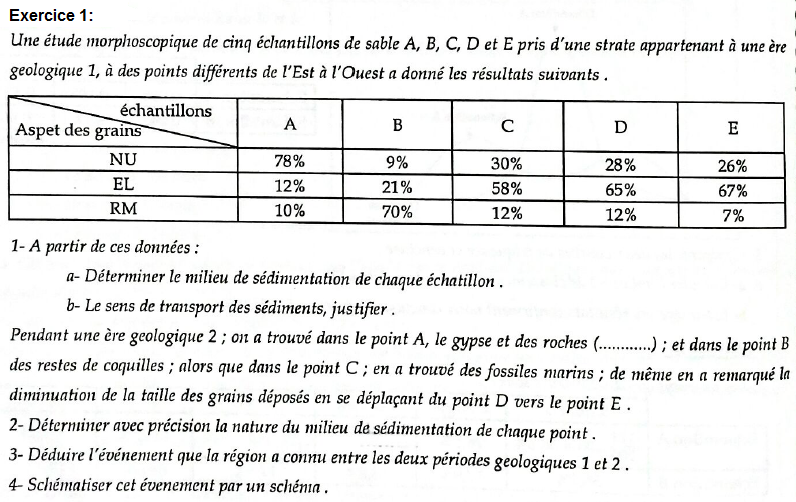 Exercice 1:
Une étude morphoscopique de cinq échantillons de sable A, B, C, D et E pris d'une strate appartenant à une ère
geologique 1, à des points différents de l'Est à l'Ouest a donné les résultats suivants .
échantillons A B C D E
Aspet des grains
NU 78% 9% 30% 28% 26%
EL 12% 21% 58% 65% 67%
RM 10% 70% 12% 12% 7%
1- A partir de ces données :
a- Déterminer le milieu de sédimentation de chaque échatillon .
b- Le sens de transport des sédiments, justifier .
Pendant une ère geologique 2 ; on a trouvé dans le point A, le gypse et des roches (............) ; et dans le point B
des restes de coquilles ; alors que dans le point C ; en a trouvé des fossiles marins ; de même en a remarqué la
diminuation de la taille des grains déposés en se déplaçant du point D vers le point E .
2- Déterminer avec précision la nature du milieu de sédimentation de chaque point .
3- Déduire l'événement que la région a connu entre les deux périodes geologiques 1 et 2 .
4- Schématiser cet évenement par un schéma .